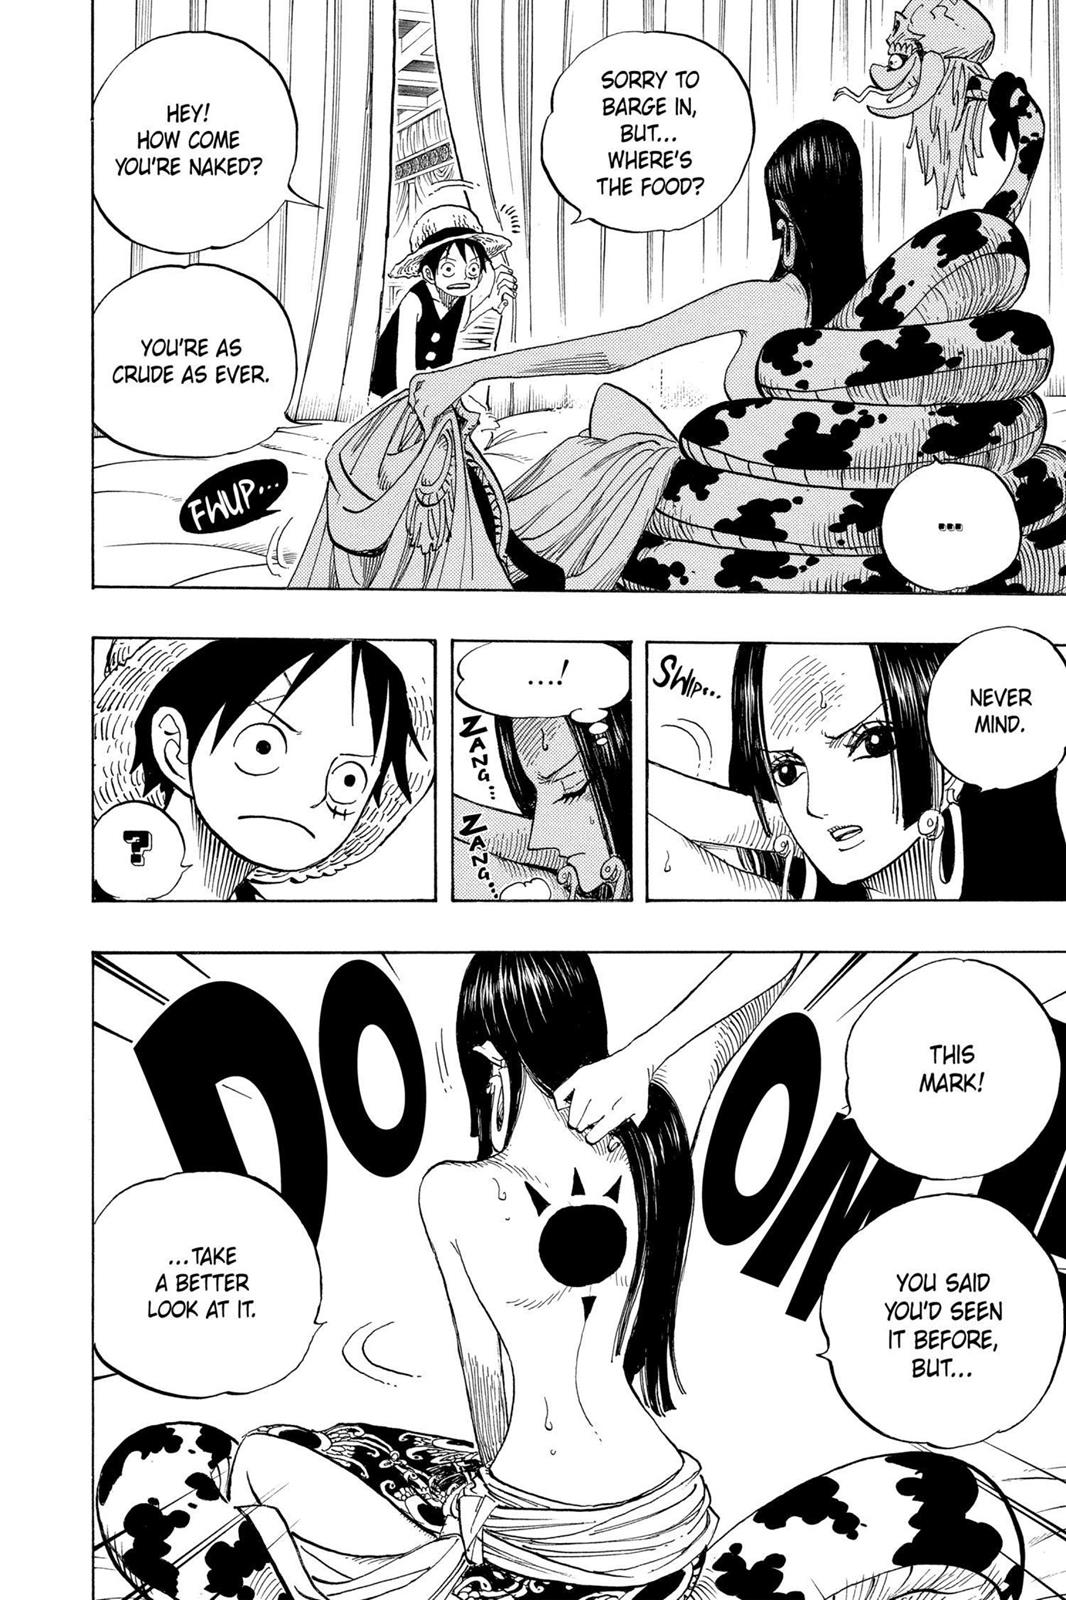 SORRY TO
BARGE IN,
BUT...
WHERE'S
THE FOOD?
HEY!
HOW COME
YOU'RE NAKED?
YOU'RE AS
CRUDE AS EVER.
FWUP...
...
NEVER
MIND.
SWIP...
...!
ZANG...
ZANG...
?
THIS
MARK!
YOU SAID
YOU'D SEEN
IT BEFORE,
BUT...
DOON
...TAKE
A BETTER
LOOK AT IT.